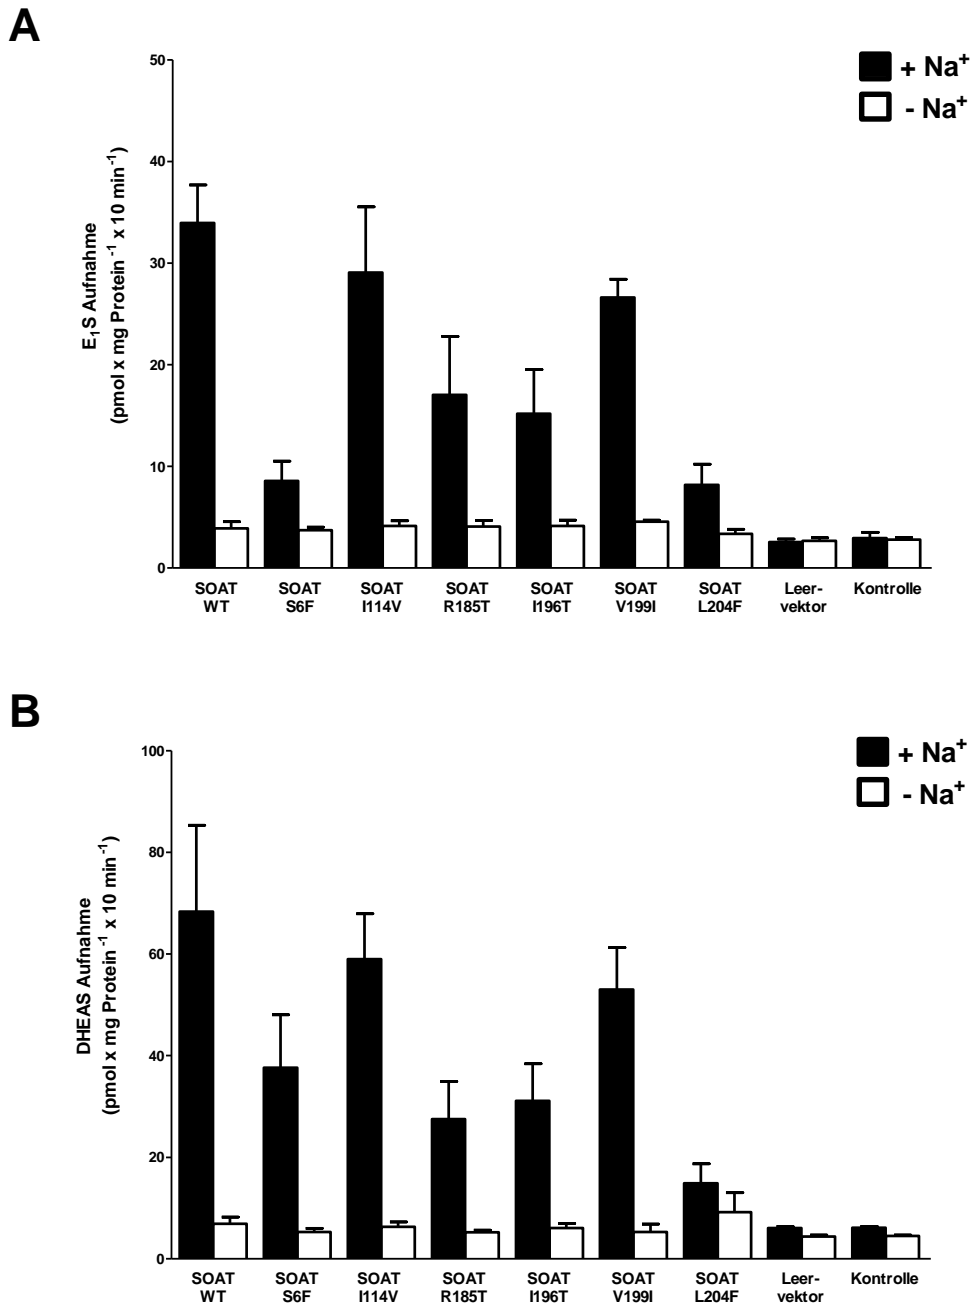 A
+ Na⁺
- Na⁺
E₁S Aufnahme
(pmol x mg Protein⁻¹ x 10 min⁻¹)
50
40
30
20
10
0
SOAT WT
SOAT S6F
SOAT I114V
SOAT R185T
SOAT I196T
SOAT V199I
SOAT L204F
Leer-
vektor
Kontrolle
B
+ Na⁺
- Na⁺
DHEAS Aufnahme
(pmol x mg Protein⁻¹ x 10 min⁻¹)
100
80
60
40
20
0
SOAT WT
SOAT S6F
SOAT I114V
SOAT R185T
SOAT I196T
SOAT V199I
SOAT L204F
Leer-
vektor
Kontrolle